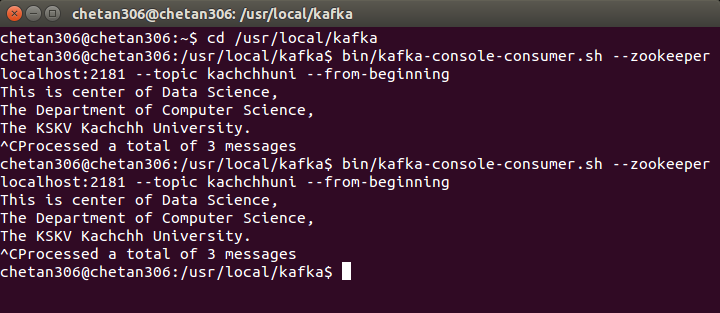 chetan306@chetan306: /usr/local/kafka
chetan306@chetan306:~$ cd /usr/local/kafka
chetan306@chetan306:/usr/local/kafka$ bin/kafka-console-consumer.sh --zookeeper
localhost:2181 --topic kachchhuni --from-beginning
This is center of Data Science,
The Department of Computer Science,
The KSKV Kachchh University.
^CProcessed a total of 3 messages
chetan306@chetan306:/usr/local/kafka$ bin/kafka-console-consumer.sh --zookeeper
localhost:2181 --topic kachchhuni --from-beginning
This is center of Data Science,
The Department of Computer Science,
The KSKV Kachchh University.
^CProcessed a total of 3 messages
chetan306@chetan306:/usr/local/kafka$